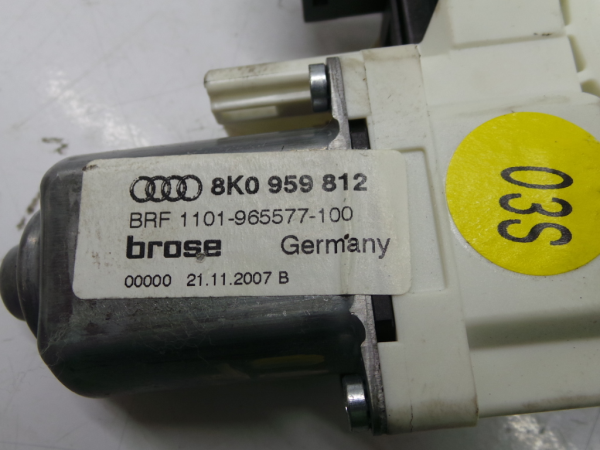 8K0 959 812
BRF 1101-965577-100
brose Germany
00000 21.11.2007 B
03S